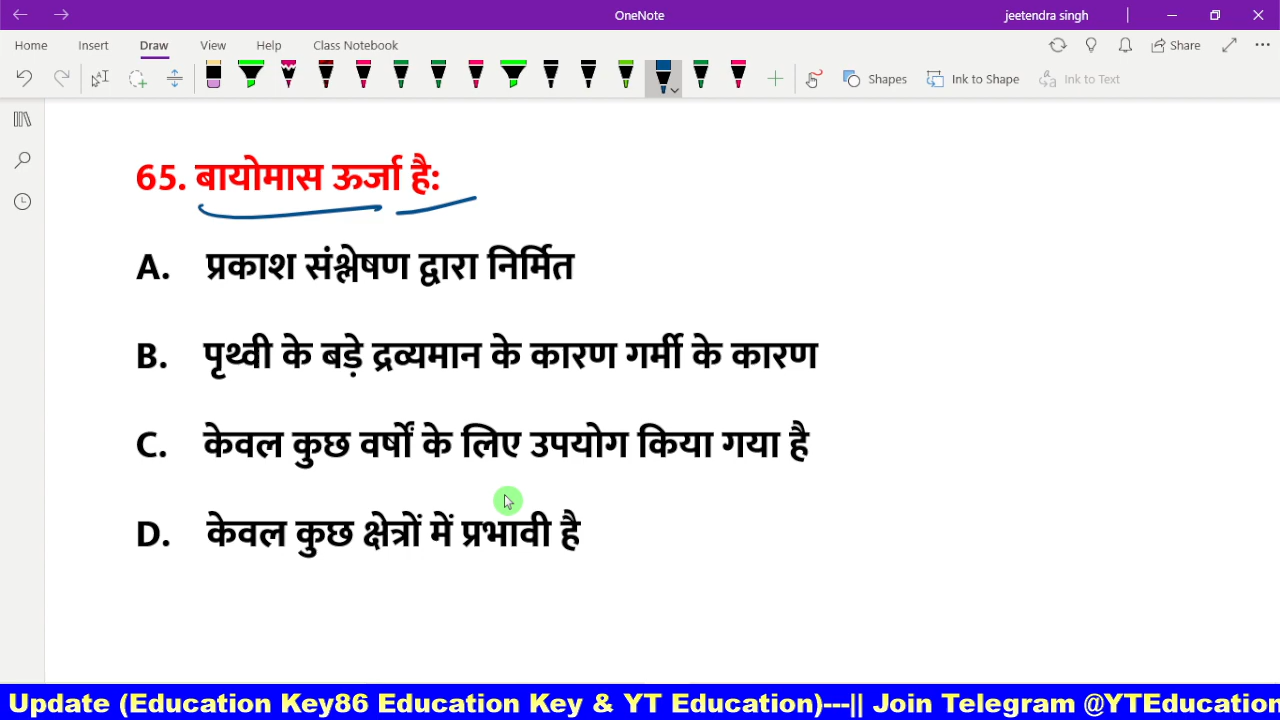 OneNote
jeetendra singh
Home Insert Draw View Help Class Notebook
Share
Shapes Ink to Shape Ink to Text
65. बायोमास ऊर्जा है:
A. प्रकाश संश्लेषण द्वारा निर्मित
B. पृथ्वी के बड़े द्रव्यमान के कारण गर्मी के कारण
C. केवल कुछ वर्षों के लिए उपयोग किया गया है
D. केवल कुछ क्षेत्रों में प्रभावी है
Update (Education Key86 Education Key & YT Education)---|| Join Telegram @YTEducation